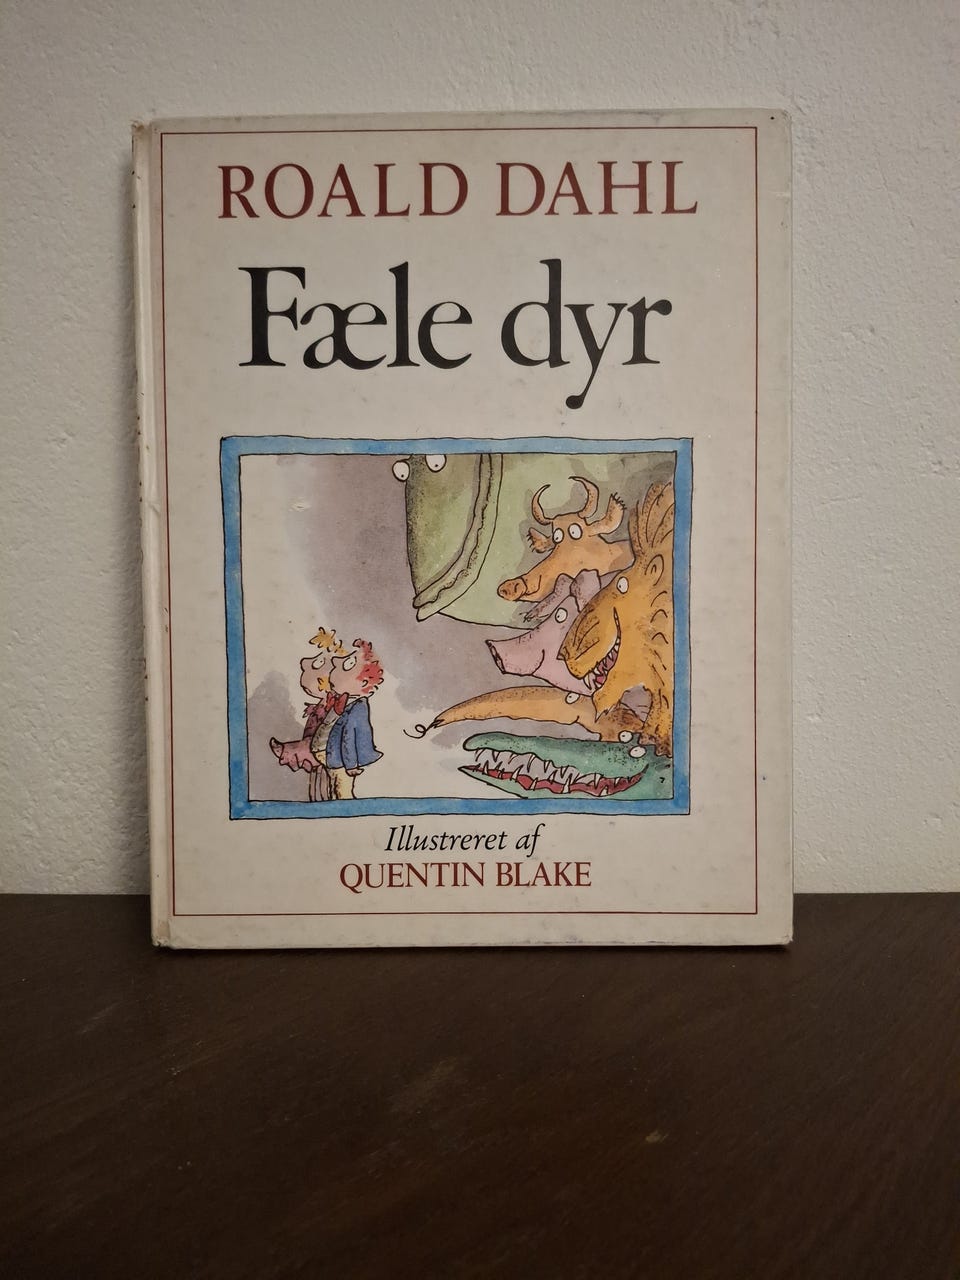 ROALD DAHL
Fæle dyr
Illustreret af
QUENTIN BLAKE